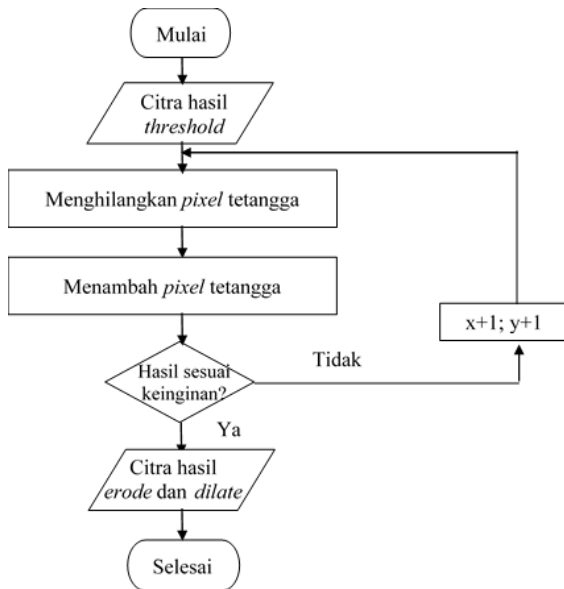 Mulai
Citra hasil
threshold
Menghilangkan pixel tetangga
Menambah pixel tetangga
x+1; y+1
Hasil sesuai
keinginan?
Tidak
Ya
Citra hasil
erode dan dilate
Selesai